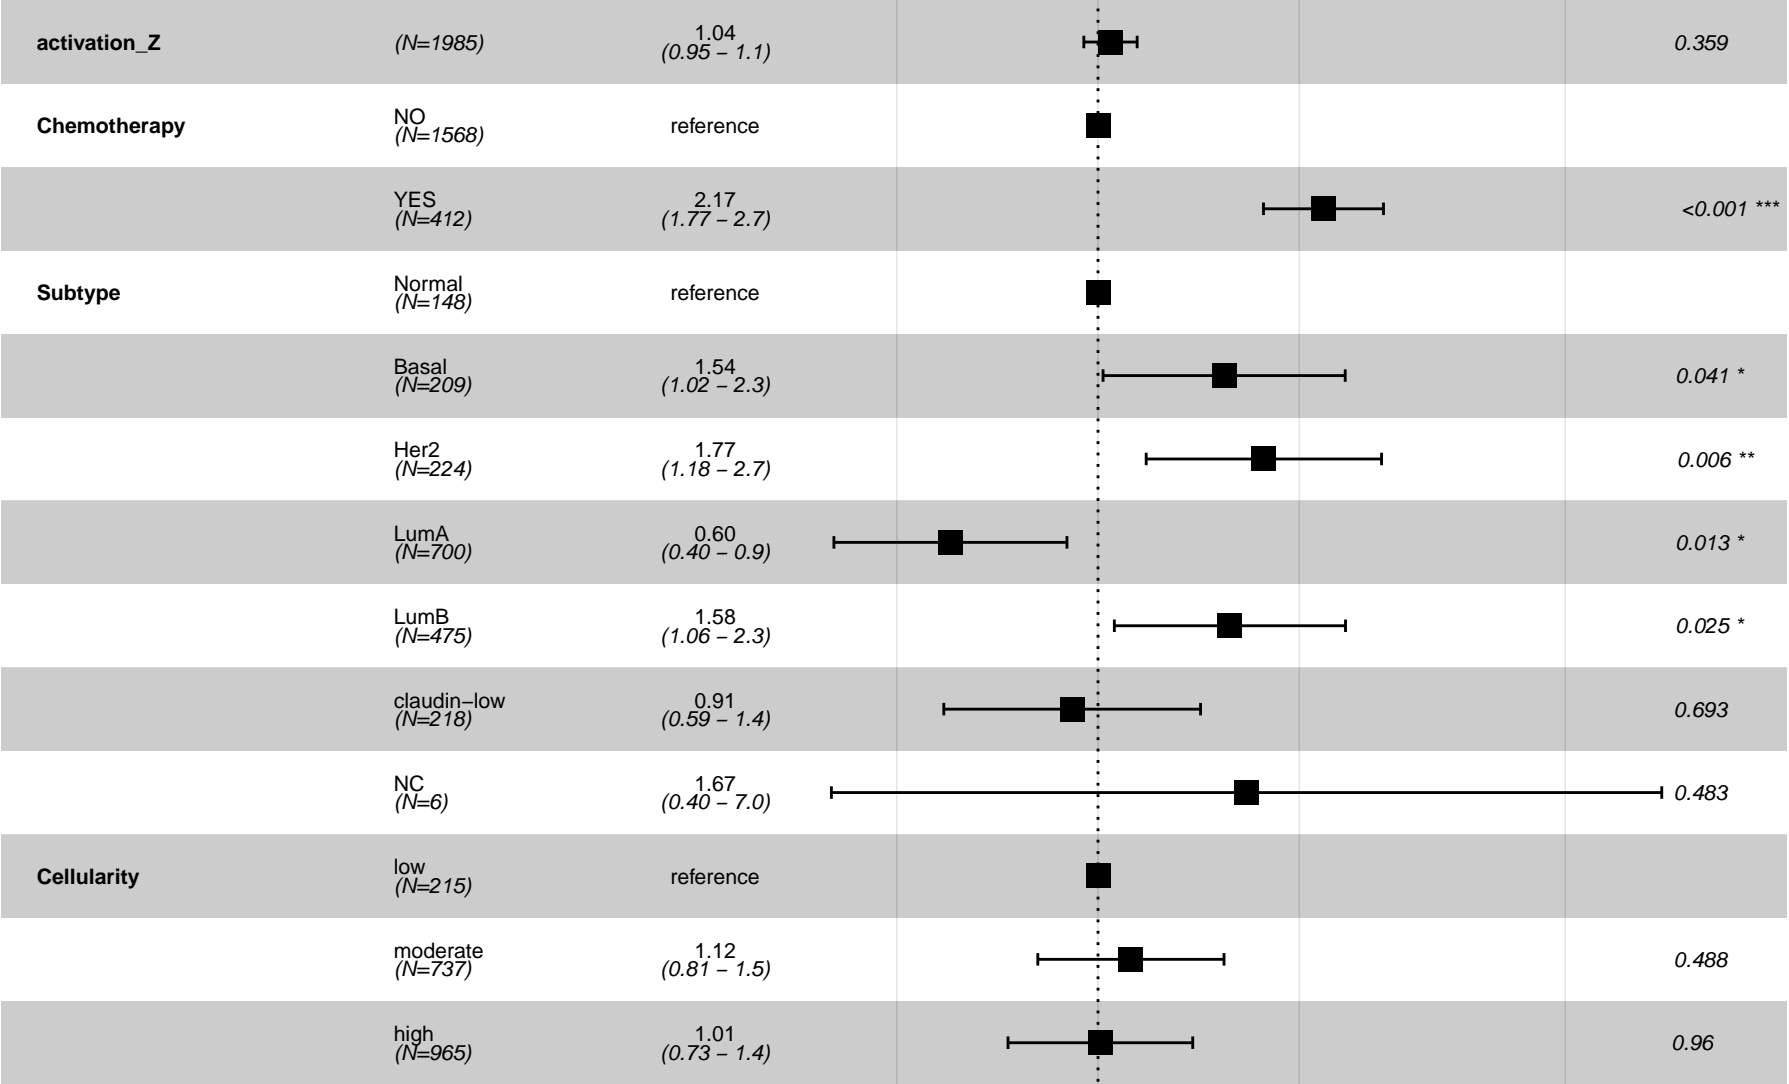 activation_Z (N=1985) 1.04 0.359
(0.95 – 1.1)
Chemotherapy NO reference
(N=1568)
YES 2.17 <0.001 ***
(N=412) (1.77 – 2.7)
Subtype Normal reference
(N=148)
Basal 1.54 0.041 *
(N=209) (1.02 – 2.3)
Her2 1.77 0.006 **
(N=224) (1.18 – 2.7)
LumA 0.60 0.013 *
(N=700) (0.40 – 0.9)
LumB 1.58 0.025 *
(N=475) (1.06 – 2.3)
claudin–low 0.91 0.693
(N=218) (0.59 – 1.4)
NC 1.67 0.483
(N=6) (0.40 – 7.0)
Cellularity low reference
(N=215)
moderate 1.12 0.488
(N=737) (0.81 – 1.5)
high 1.01 0.96
(N=965) (0.73 – 1.4)